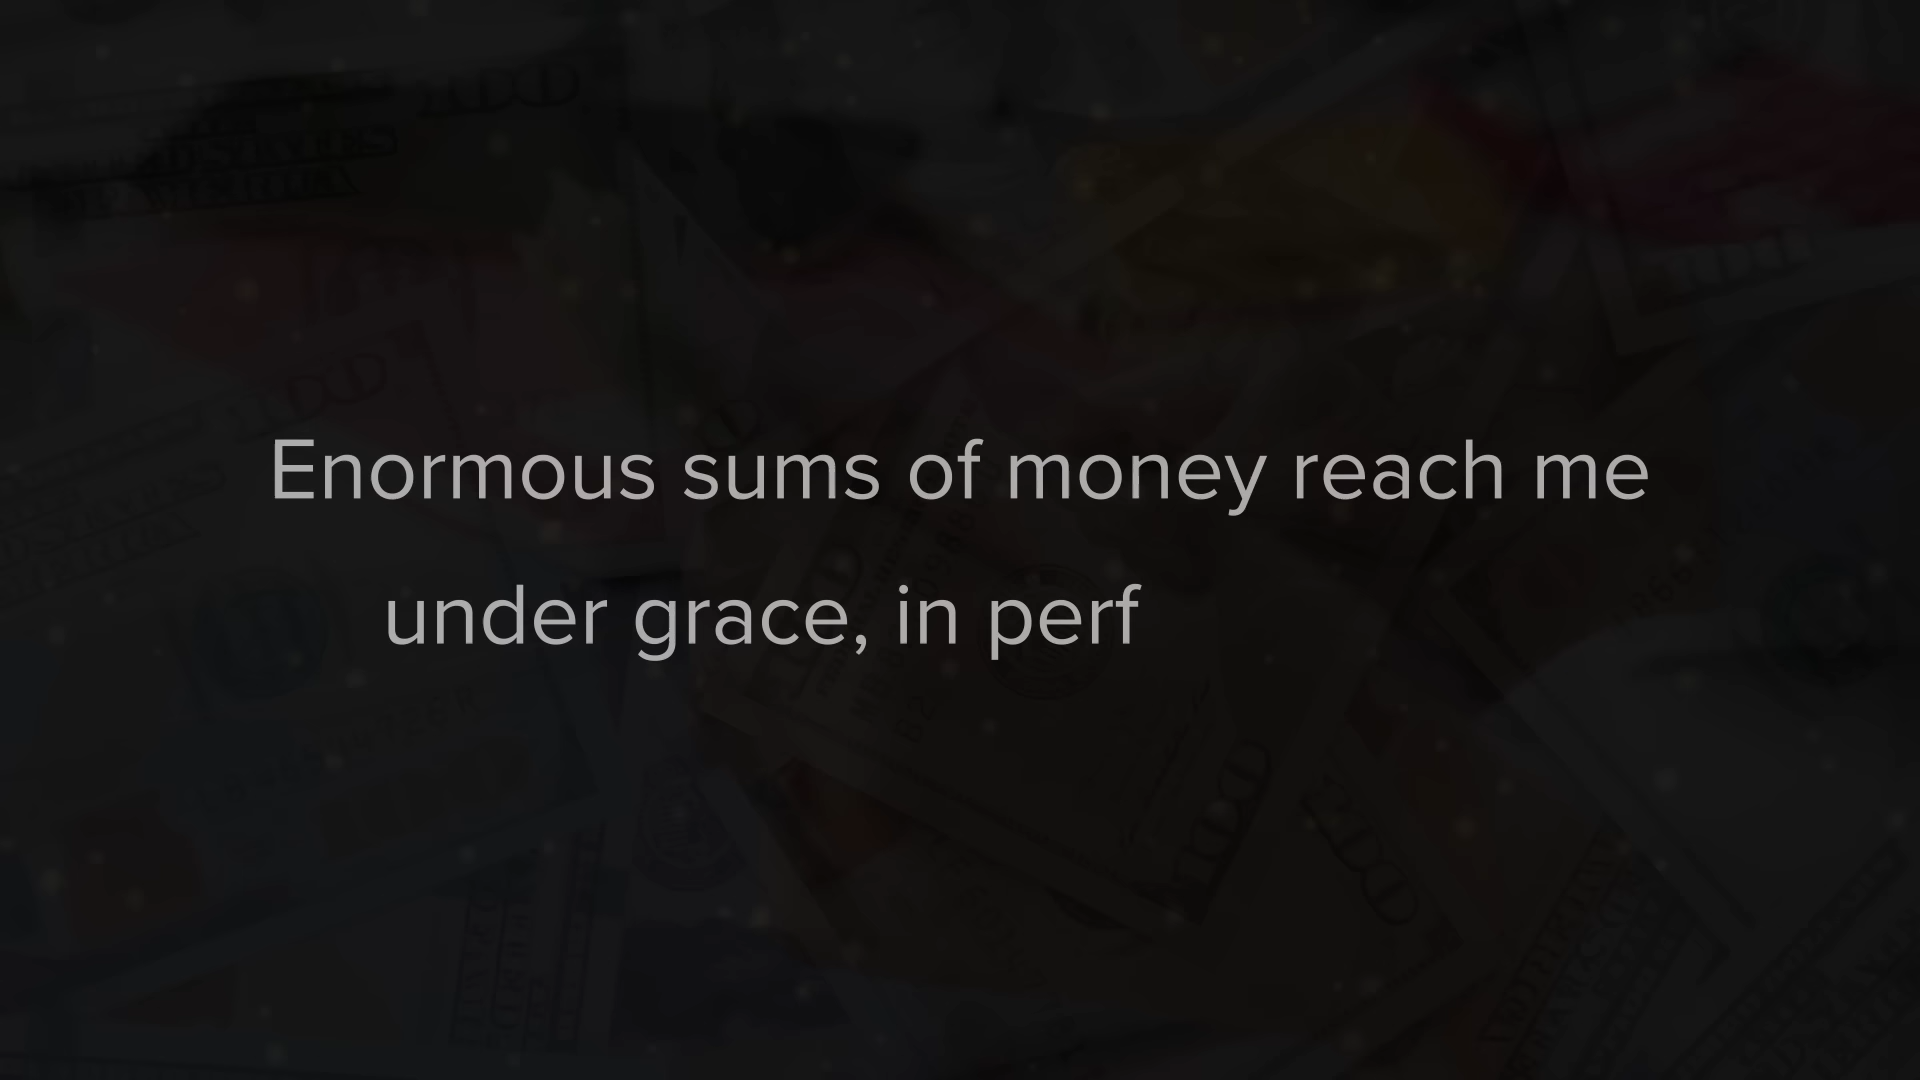 Enormous sums of money reach me
under grace, in perf